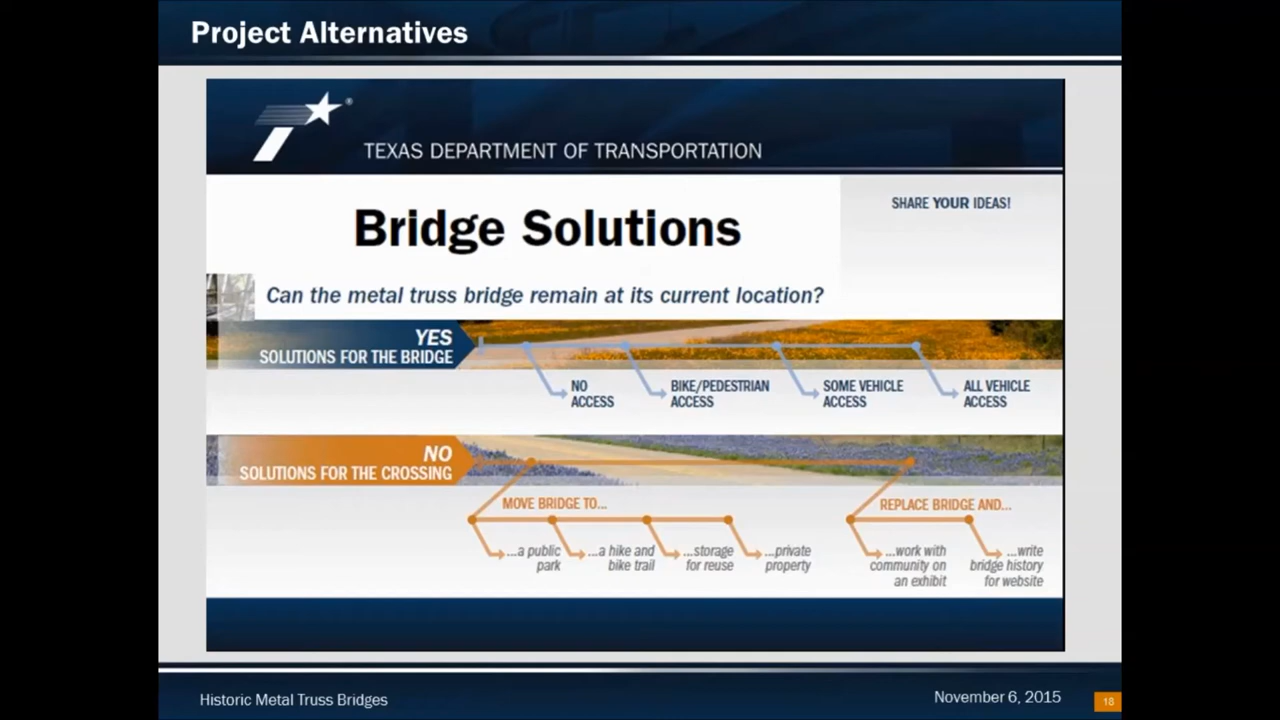 Project Alternatives
®
TEXAS DEPARTMENT OF TRANSPORTATION
Bridge Solutions
SHARE YOUR IDEAS!
Can the metal truss bridge remain at its current location?
YES
SOLUTIONS FOR THE BRIDGE
NO
ACCESS
BIKE/PEDESTRIAN
ACCESS
SOME VEHICLE
ACCESS
ALL VEHICLE
ACCESS
NO
SOLUTIONS FOR THE CROSSING
MOVE BRIDGE TO...
...a public
park
...a hike and
bike trail
...storage
for reuse
...private
property
REPLACE BRIDGE AND...
...work with
community on
an exhibit
...write
bridge history
for website
Historic Metal Truss Bridges
November 6, 2015
18